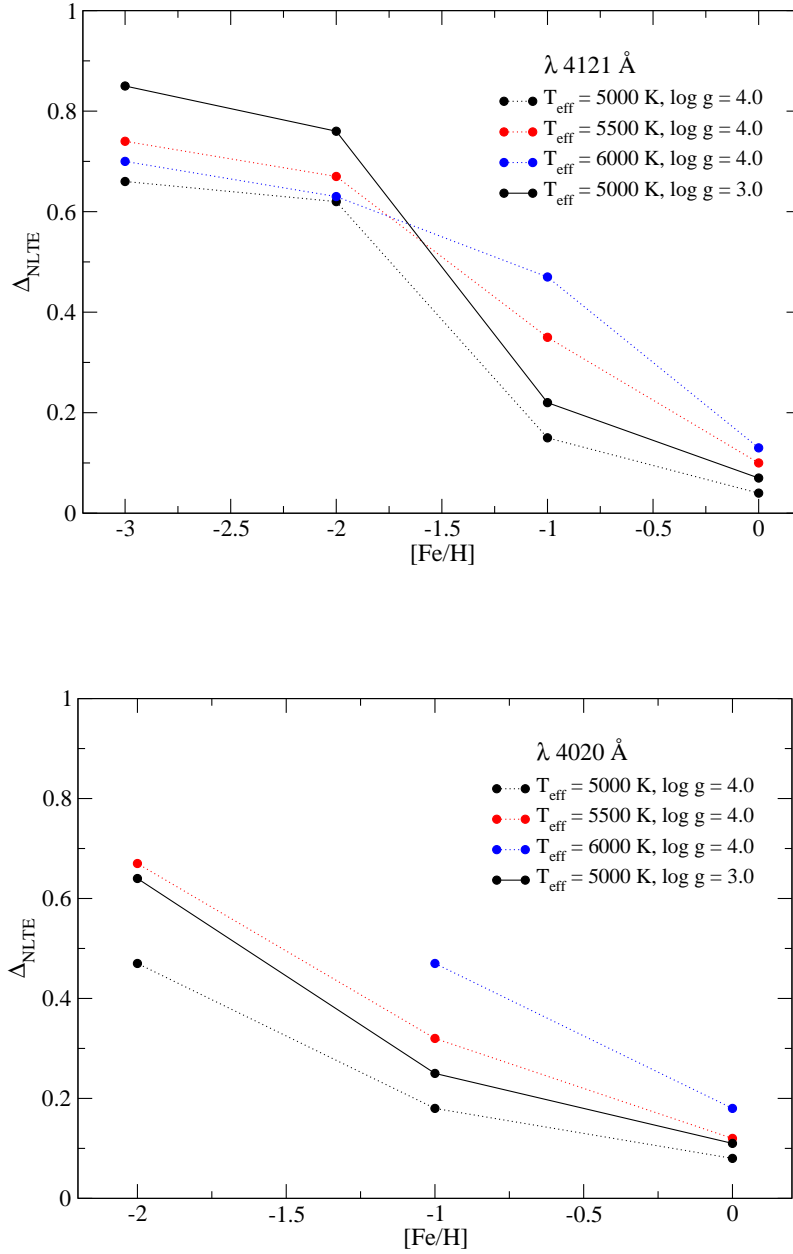 1
0.8
0.6
0.4
0.2
0
Δ_NLTE
λ 4121 Å
T_eff = 5000 K, log g = 4.0
T_eff = 5500 K, log g = 4.0
T_eff = 6000 K, log g = 4.0
T_eff = 5000 K, log g = 3.0
-3 -2.5 -2 -1.5 -1 -0.5 0
[Fe/H]
1
0.8
0.6
0.4
0.2
0
Δ_NLTE
λ 4020 Å
T_eff = 5000 K, log g = 4.0
T_eff = 5500 K, log g = 4.0
T_eff = 6000 K, log g = 4.0
T_eff = 5000 K, log g = 3.0
-2 -1.5 -1 -0.5 0
[Fe/H]